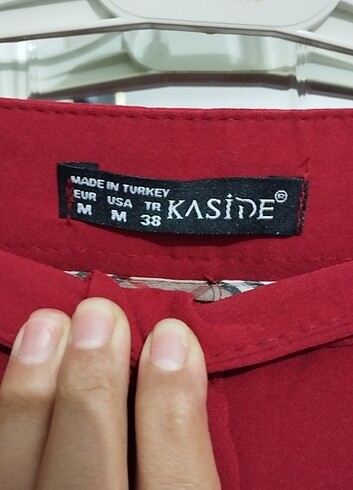 MADE IN TURKEY
EUR USA TR
M M 38
KASİDE®